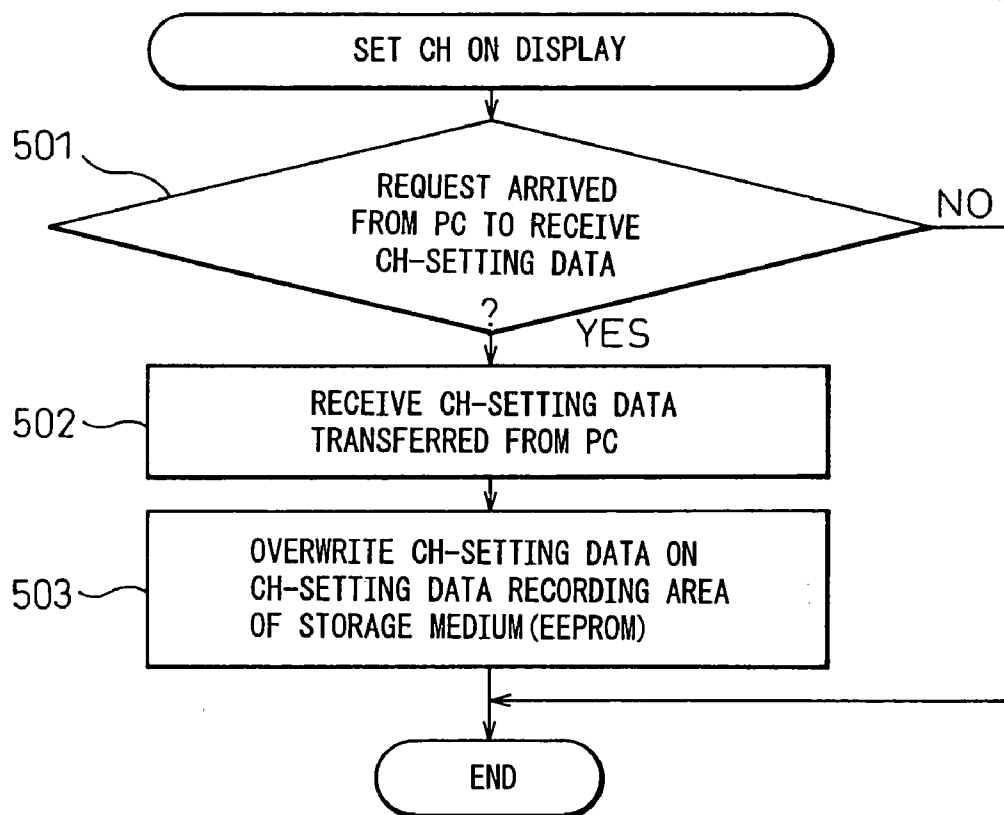 SET CH ON DISPLAY
501
REQUEST ARRIVED
FROM PC TO RECEIVE
CH-SETTING DATA
?
NO
YES
502
RECEIVE CH-SETTING DATA
TRANSFERRED FROM PC
503
OVERWRITE CH-SETTING DATA ON
CH-SETTING DATA RECORDING AREA
OF STORAGE MEDIUM(EEPROM)
END